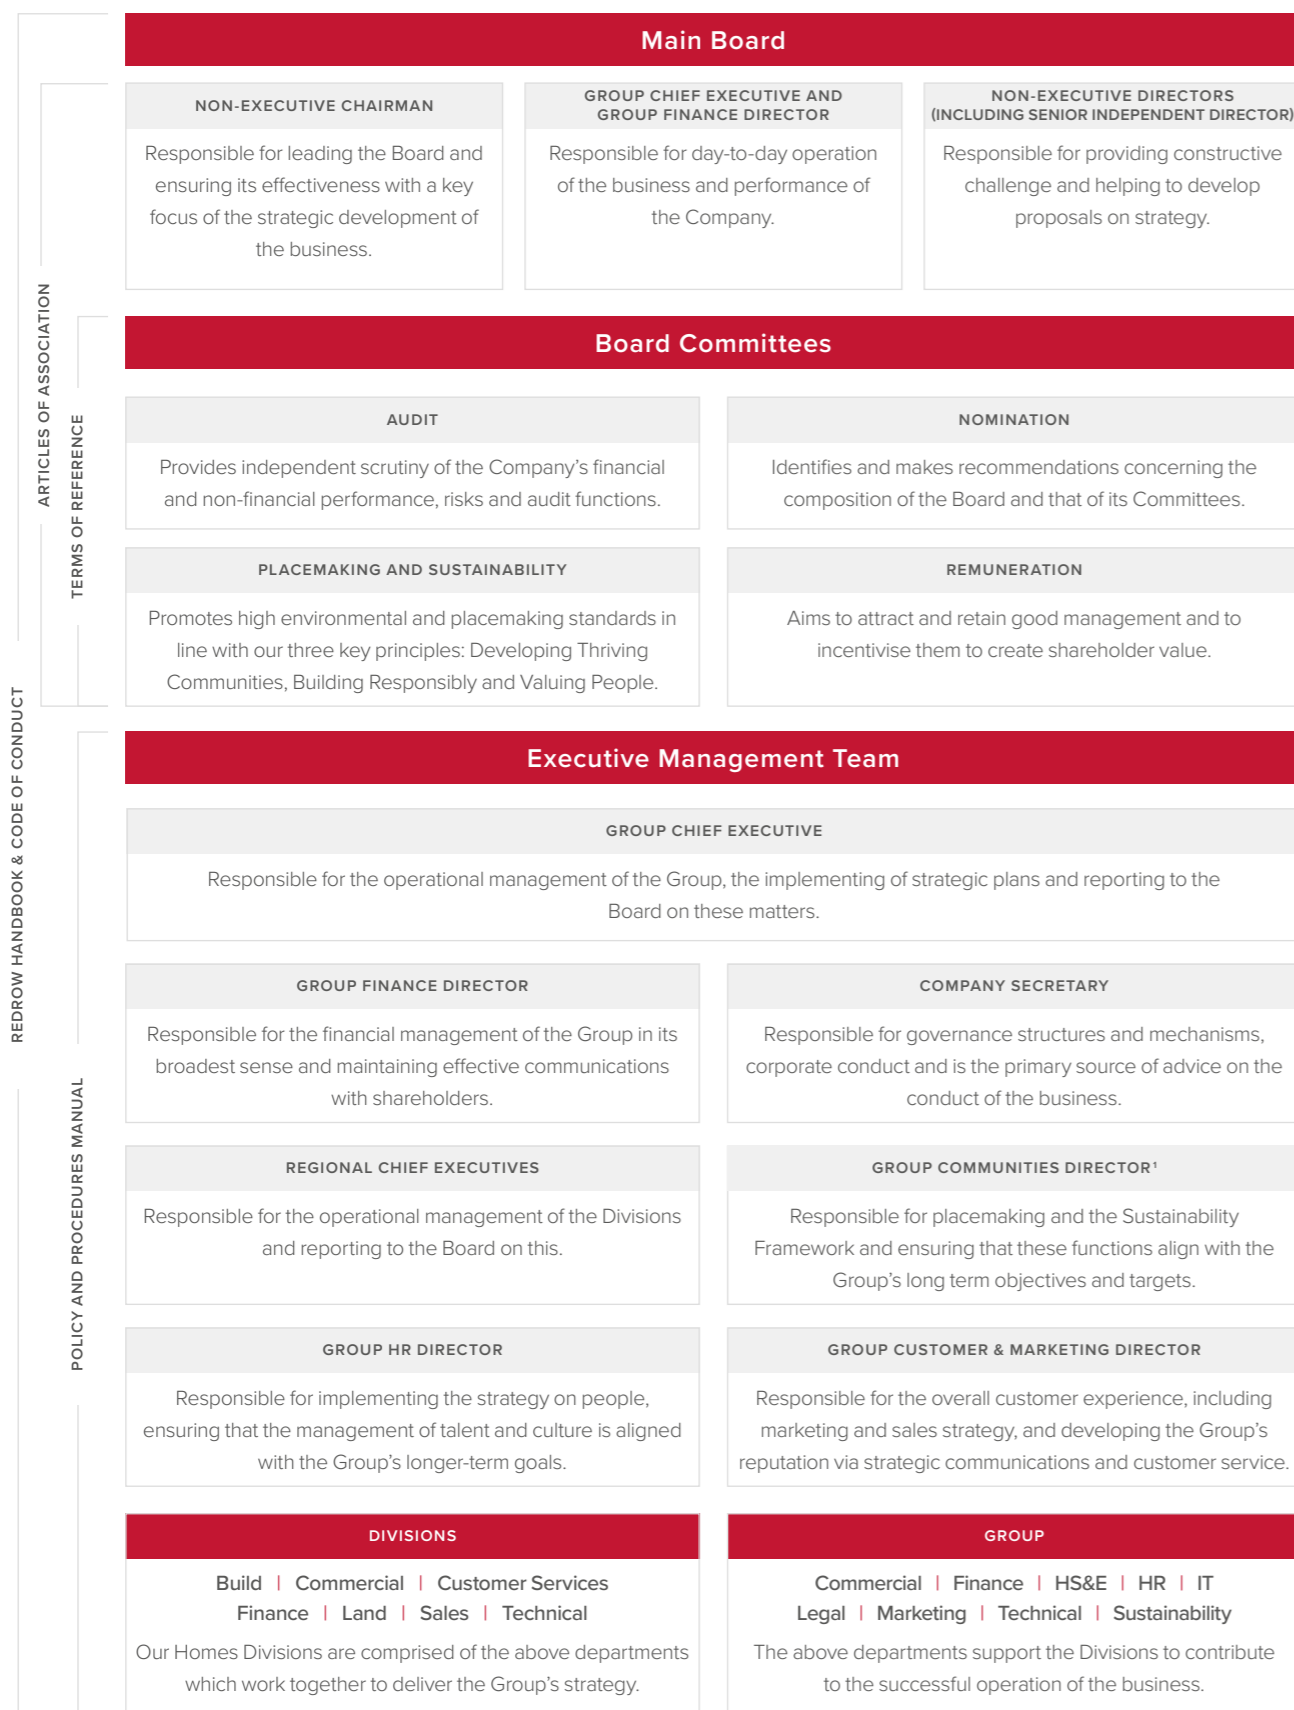 Main Board
NON-EXECUTIVE CHAIRMAN
Responsible for leading the Board and
ensuring its effectiveness with a key
focus of the strategic development of
the business.
GROUP CHIEF EXECUTIVE AND
GROUP FINANCE DIRECTOR
Responsible for day-to-day operation
of the business and performance of
the Company.
NON-EXECUTIVE DIRECTORS
(INCLUDING SENIOR INDEPENDENT DIRECTOR)
Responsible for providing constructive
challenge and helping to develop
proposals on strategy.
ARTICLES OF ASSOCIATION
Board Committees
TERMS OF REFERENCE
AUDIT
Provides independent scrutiny of the Company's financial
and non-financial performance, risks and audit functions.
NOMINATION
Identifies and makes recommendations concerning the
composition of the Board and that of its Committees.
PLACEMAKING AND SUSTAINABILITY
Promotes high environmental and placemaking standards in
line with our three key principles: Developing Thriving
Communities, Building Responsibly and Valuing People.
REMUNERATION
Aims to attract and retain good management and to
incentivise them to create shareholder value.
REDROW HANDBOOK & CODE OF CONDUCT
Executive Management Team
GROUP CHIEF EXECUTIVE
Responsible for the operational management of the Group, the implementing of strategic plans and reporting to the
Board on these matters.
GROUP FINANCE DIRECTOR
Responsible for the financial management of the Group in its
broadest sense and maintaining effective communications
with shareholders.
COMPANY SECRETARY
Responsible for governance structures and mechanisms,
corporate conduct and is the primary source of advice on the
conduct of the business.
POLICY AND PROCEDURES MANUAL
REGIONAL CHIEF EXECUTIVES
Responsible for the operational management of the Divisions
and reporting to the Board on this.
GROUP COMMUNITIES DIRECTOR¹
Responsible for placemaking and the Sustainability
Framework and ensuring that these functions align with the
Group's long term objectives and targets.
GROUP HR DIRECTOR
Responsible for implementing the strategy on people,
ensuring that the management of talent and culture is aligned
with the Group's longer-term goals.
GROUP CUSTOMER & MARKETING DIRECTOR
Responsible for the overall customer experience, including
marketing and sales strategy, and developing the Group's
reputation via strategic communications and customer service.
DIVISIONS
Build | Commercial | Customer Services
Finance | Land | Sales | Technical
Our Homes Divisions are comprised of the above departments
which work together to deliver the Group's strategy.
GROUP
Commercial | Finance | HS&E | HR | IT
Legal | Marketing | Technical | Sustainability
The above departments support the Divisions to contribute
to the successful operation of the business.